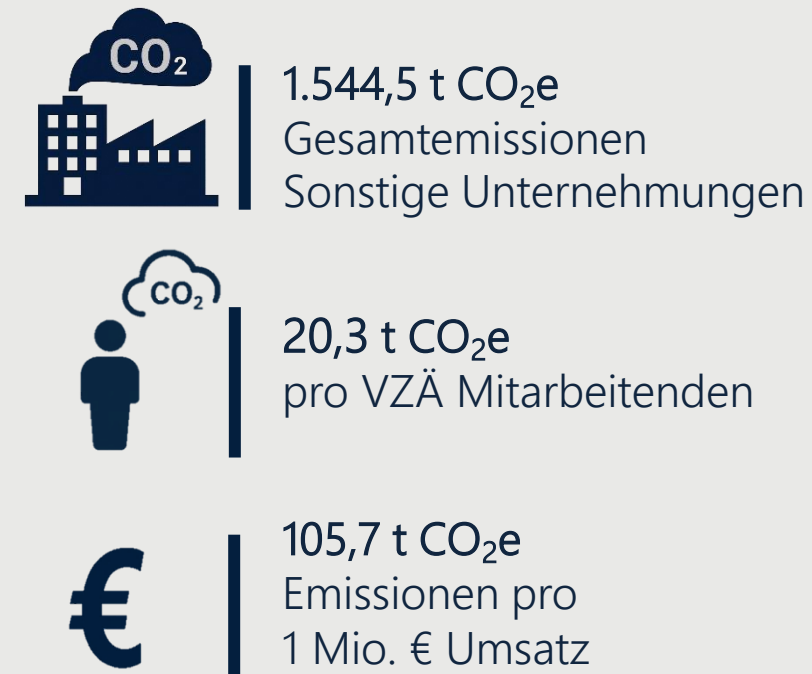 CO₂
1.544,5 t CO₂e
Gesamtemissionen
Sonstige Unternehmungen
CO₂
20,3 t CO₂e
pro VZÄ Mitarbeitenden
€
105,7 t CO₂e
Emissionen pro
1 Mio. € Umsatz